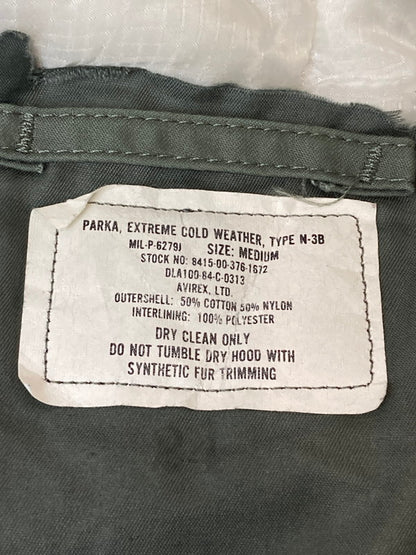 PARKA, EXTREME COLD WEATHER, TYPE N-3B
MIL-P-6279J SIZE: MEDIUM
STOCK NO: 8415-00-376-1672
DLA100-84-C-0313
AVIREX, LTD.
OUTERSHELL: 50% COTTON 50% NYLON
INTERLINING: 100% POLYESTER
DRY CLEAN ONLY
DO NOT TUMBLE DRY HOOD WITH
SYNTHETIC FUR TRIMMING